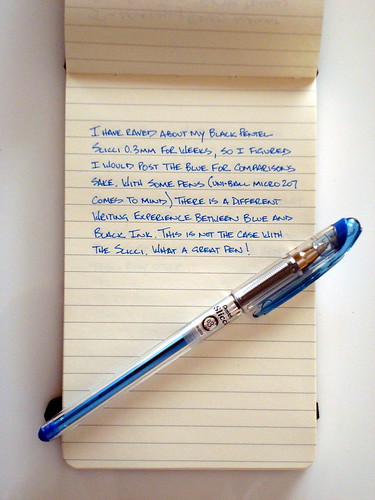 I HAVE RAVED ABOUT MY BLACK PENTEL
SLICCI 0.3MM FOR WEEKS, SO I FIGURED
I WOULD POST THE BLUE FOR COMPARISONS
SAKE. WITH SOME PENS (UNI-BALL MICRO 207
COMES TO MIND) THERE IS A DIFFERENT
WRITING EXPERIENCE BETWEEN BLUE AND
BLACK INK. THIS IS NOT THE CASE WITH
THE SLICCI. WHAT A GREAT PEN!
Pentel
Slicci